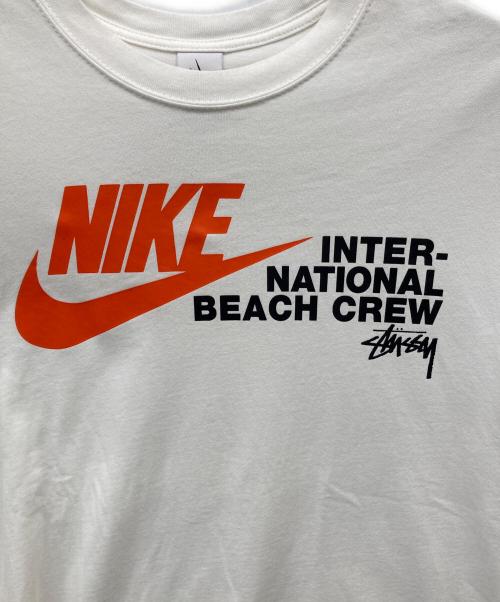 NIKE
INTER-
NATIONAL
BEACH CREW
Stüssy